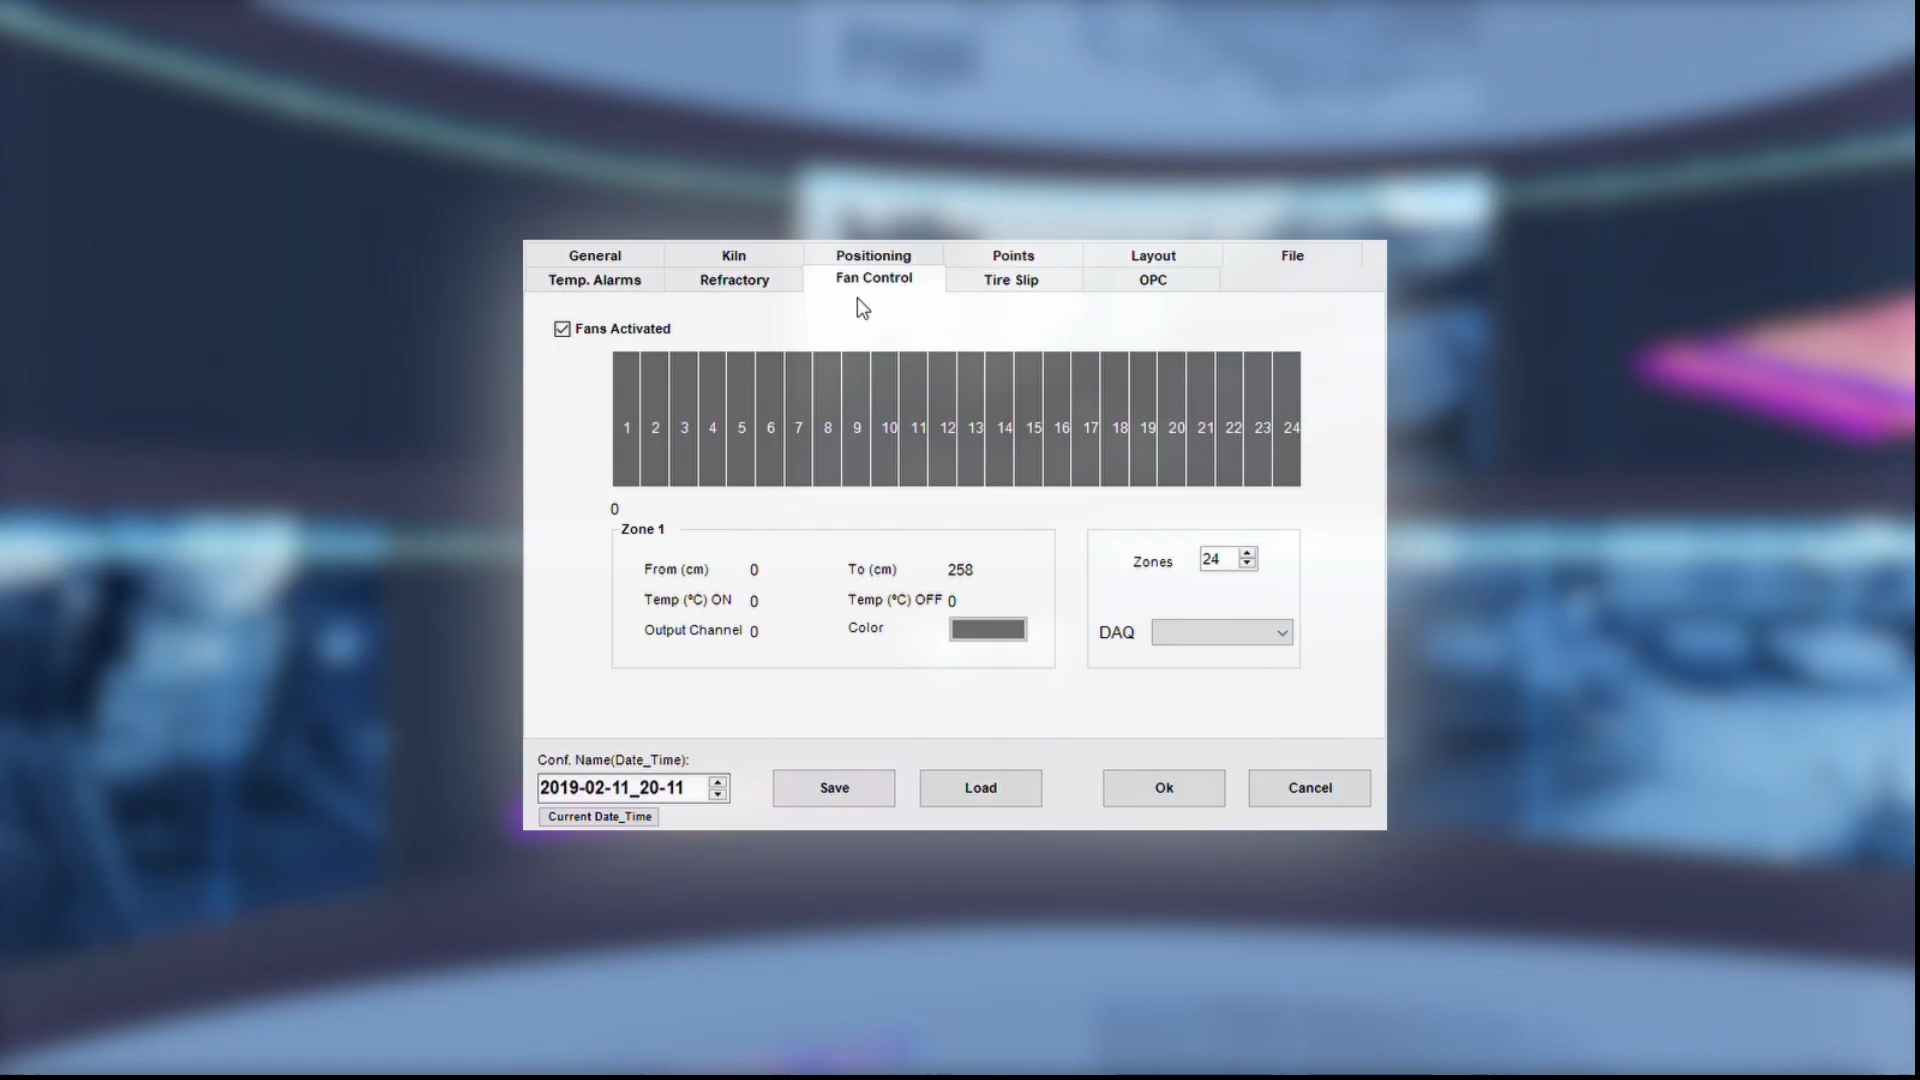 General Kiln Positioning Points Layout File
Temp. Alarms Refractory Fan Control Tire Slip OPC
Fans Activated
1 2 3 4 5 6 7 8 9 10 11 12 13 14 15 16 17 18 19 20 21 22 23 24
0
Zone 1
From (cm) 0 To (cm) 258
Temp (ºC) ON 0 Temp (ºC) OFF 0
Output Channel 0 Color
Zones 24
DAQ
Conf. Name(Date_Time):
2019-02-11_20-11
Save Load Ok Cancel
Current Date_Time